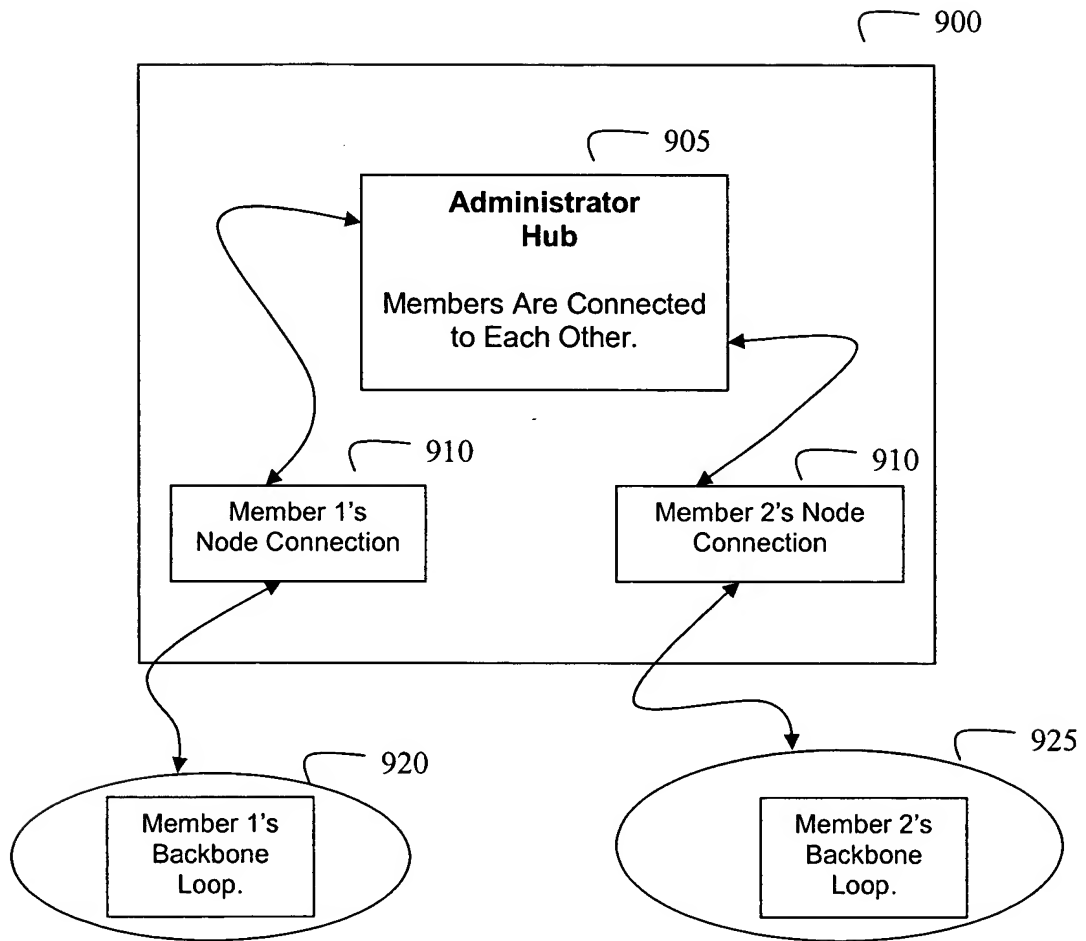 900
905
Administrator
Hub
Members Are Connected
to Each Other.
910
910
Member 1's
Node Connection
Member 2's Node
Connection
920
925
Member 1's
Backbone
Loop.
Member 2's
Backbone
Loop.